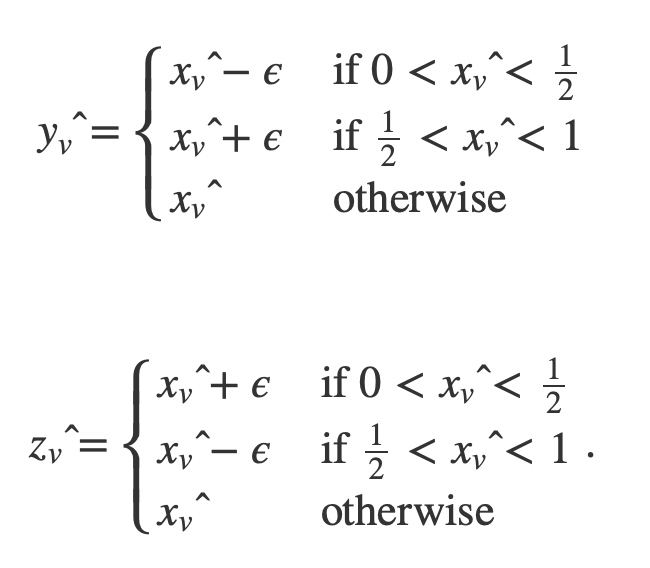 x_v^ − ϵ if 0 < x_v^ < 1/2
y_v^ = { x_v^ + ϵ if 1/2 < x_v^ < 1
x_v^ otherwise
x_v^ + ϵ if 0 < x_v^ < 1/2
z_v^ = { x_v^ − ϵ if 1/2 < x_v^ < 1 .
x_v^ otherwise